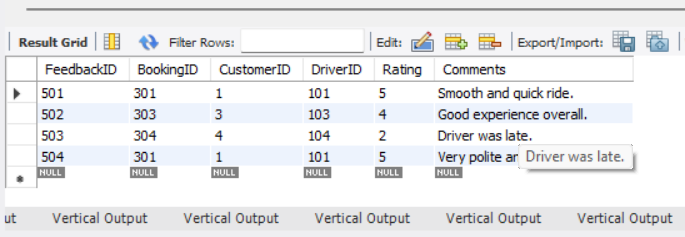 Result Grid Filter Rows: Edit: Export/Import:
FeedbackID BookingID CustomerID DriverID Rating Comments
501 301 1 101 5 Smooth and quick ride.
502 303 3 103 4 Good experience overall.
503 304 4 104 2 Driver was late.
504 301 1 101 5 Very polite Driver was late.
NULL NULL NULL NULL NULL NULL
Vertical Output Vertical Output Vertical Output Vertical Output Vertical Output